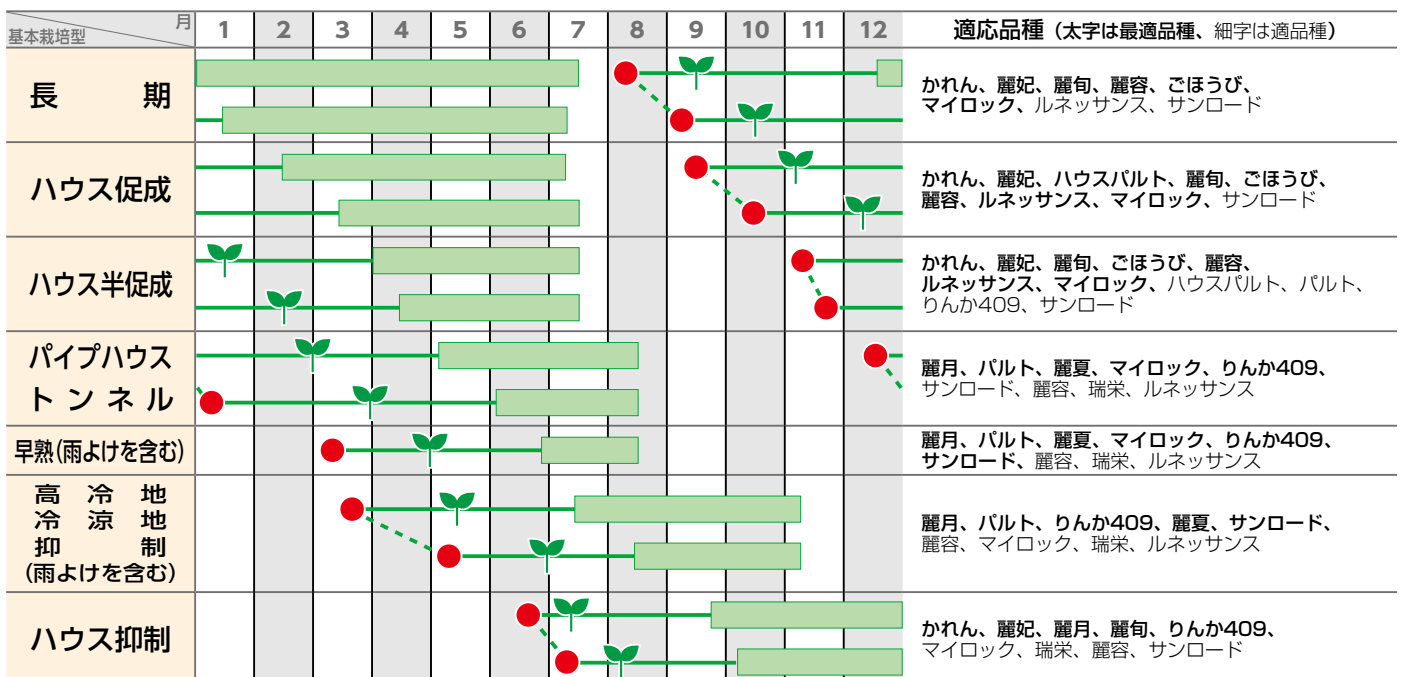 月
基本栽培型
1 2 3 4 5 6 7 8 9 10 11 12 適応品種(太字は最適品種、細字は適品種)
長期
かれん、麗妃、麗旬、麗容、ごほうび、
マイロック、ルネッサンス、サンロード
ハウス促成
かれん、麗妃、ハウスパルト、麗旬、ごほうび、
麗容、ルネッサンス、マイロック、サンロード
ハウス半促成
かれん、麗妃、麗旬、ごほうび、麗容、
ルネッサンス、マイロック、ハウスパルト、パルト、
りんか409、サンロード
パイプハウス
トンネル
麗月、パルト、麗夏、マイロック、りんか409、
サンロード、麗容、瑞栄、ルネッサンス
早熟(雨よけを含む)
麗月、パルト、麗夏、マイロック、りんか409、
サンロード、麗容、瑞栄、ルネッサンス
高冷地
冷涼地
抑制
(雨よけを含む)
麗月、パルト、りんか409、麗夏、サンロード、
麗容、マイロック、瑞栄、ルネッサンス
ハウス抑制
かれん、麗妃、麗月、麗旬、りんか409、
マイロック、瑞栄、麗容、サンロード